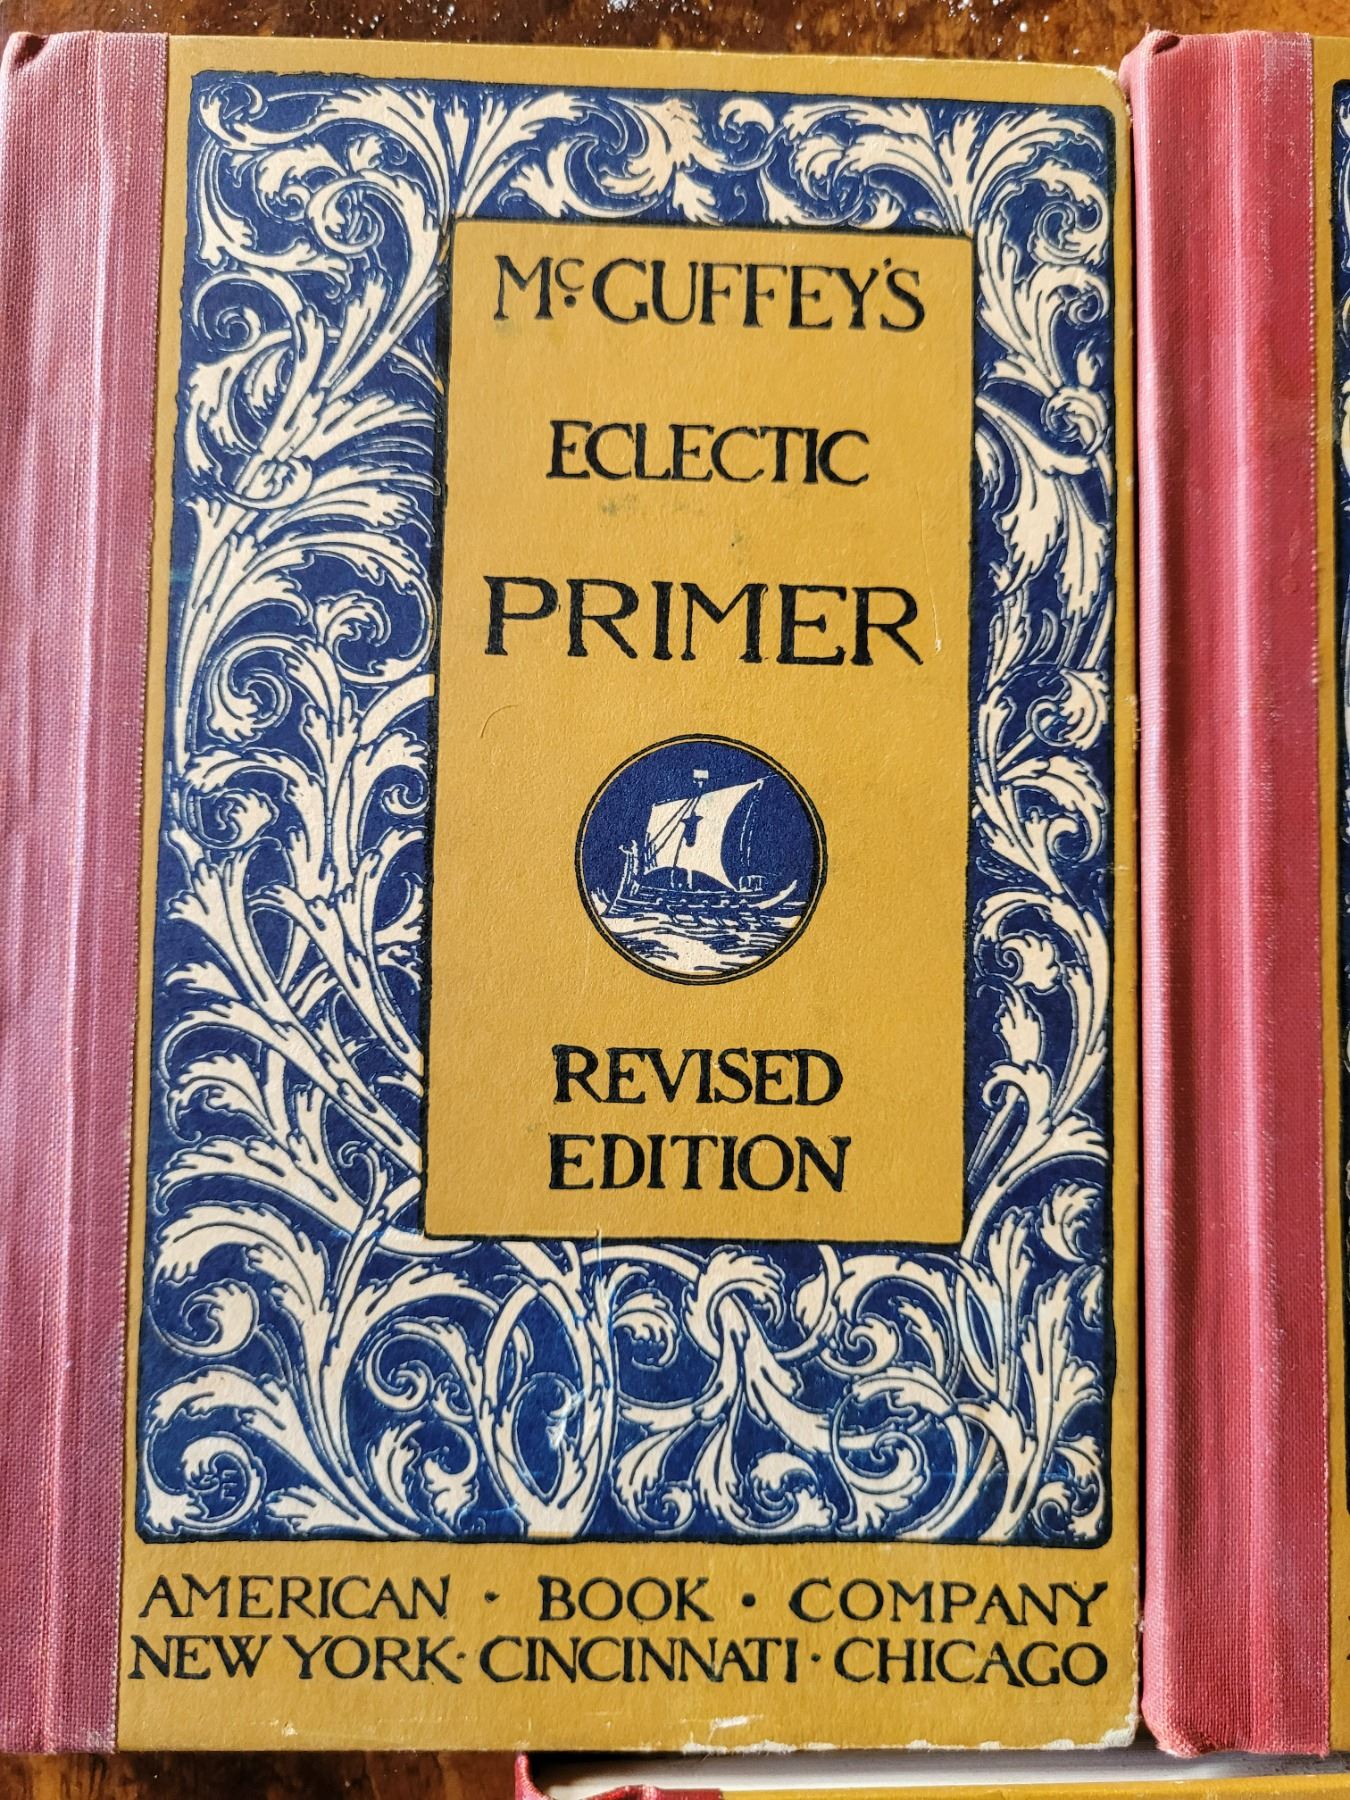 McGUFFEY'S
ECLECTIC
PRIMER
REVISED
EDITION
AMERICAN · BOOK · COMPANY
NEW YORK · CINCINNATI · CHICAGO